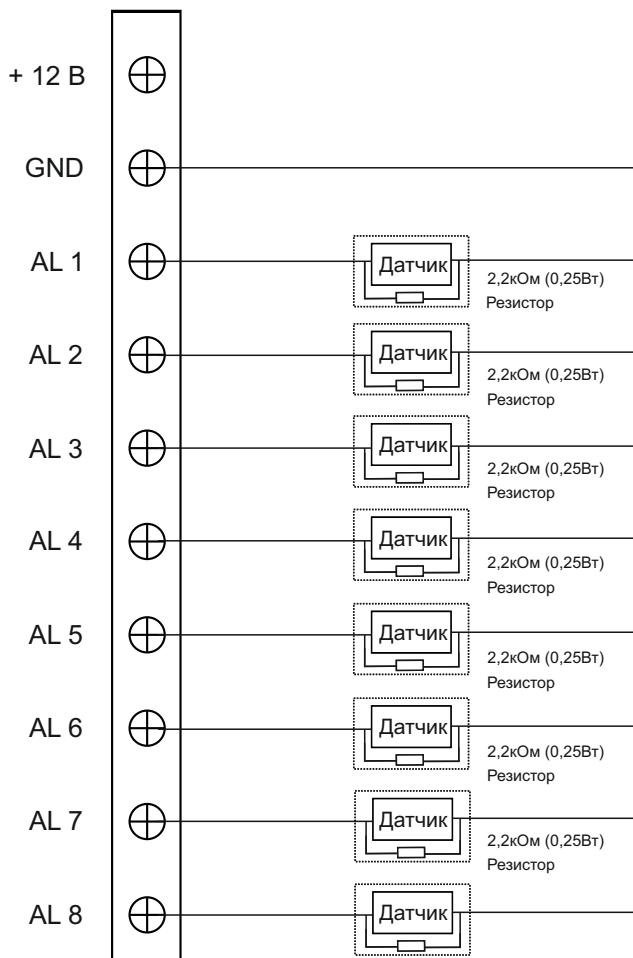 + 12 В
GND
AL 1
Датчик
2,2кОм (0,25Вт)
Резистор
AL 2
Датчик
2,2кОм (0,25Вт)
Резистор
AL 3
Датчик
2,2кОм (0,25Вт)
Резистор
AL 4
Датчик
2,2кОм (0,25Вт)
Резистор
AL 5
Датчик
2,2кОм (0,25Вт)
Резистор
AL 6
Датчик
2,2кОм (0,25Вт)
Резистор
AL 7
Датчик
2,2кОм (0,25Вт)
Резистор
AL 8
Датчик